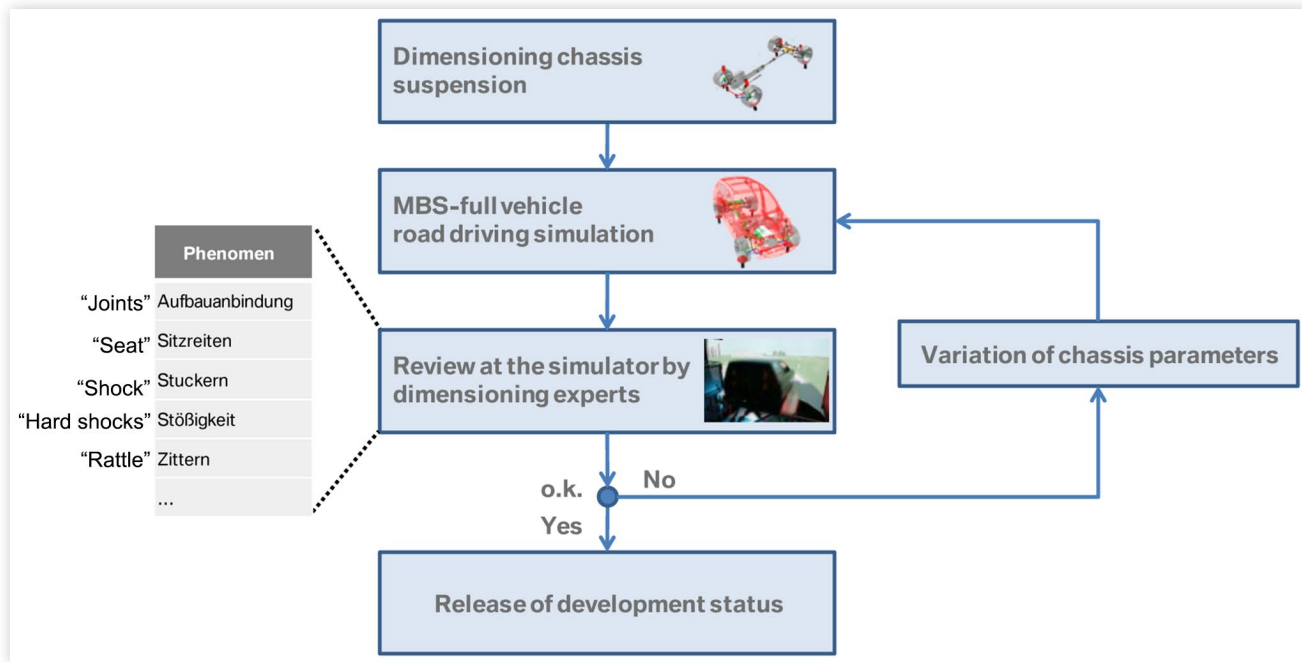 Dimensioning chassis
suspension
MBS-full vehicle
road driving simulation
Phenomen
“Joints” Aufbauanbindung
“Seat” Sitzreiten
“Shock” Stuckern
“Hard shocks” Stößigkeit
“Rattle” Zittern
...
Review at the simulator by
dimensioning experts
Variation of chassis parameters
o.k.
No
Yes
Release of development status